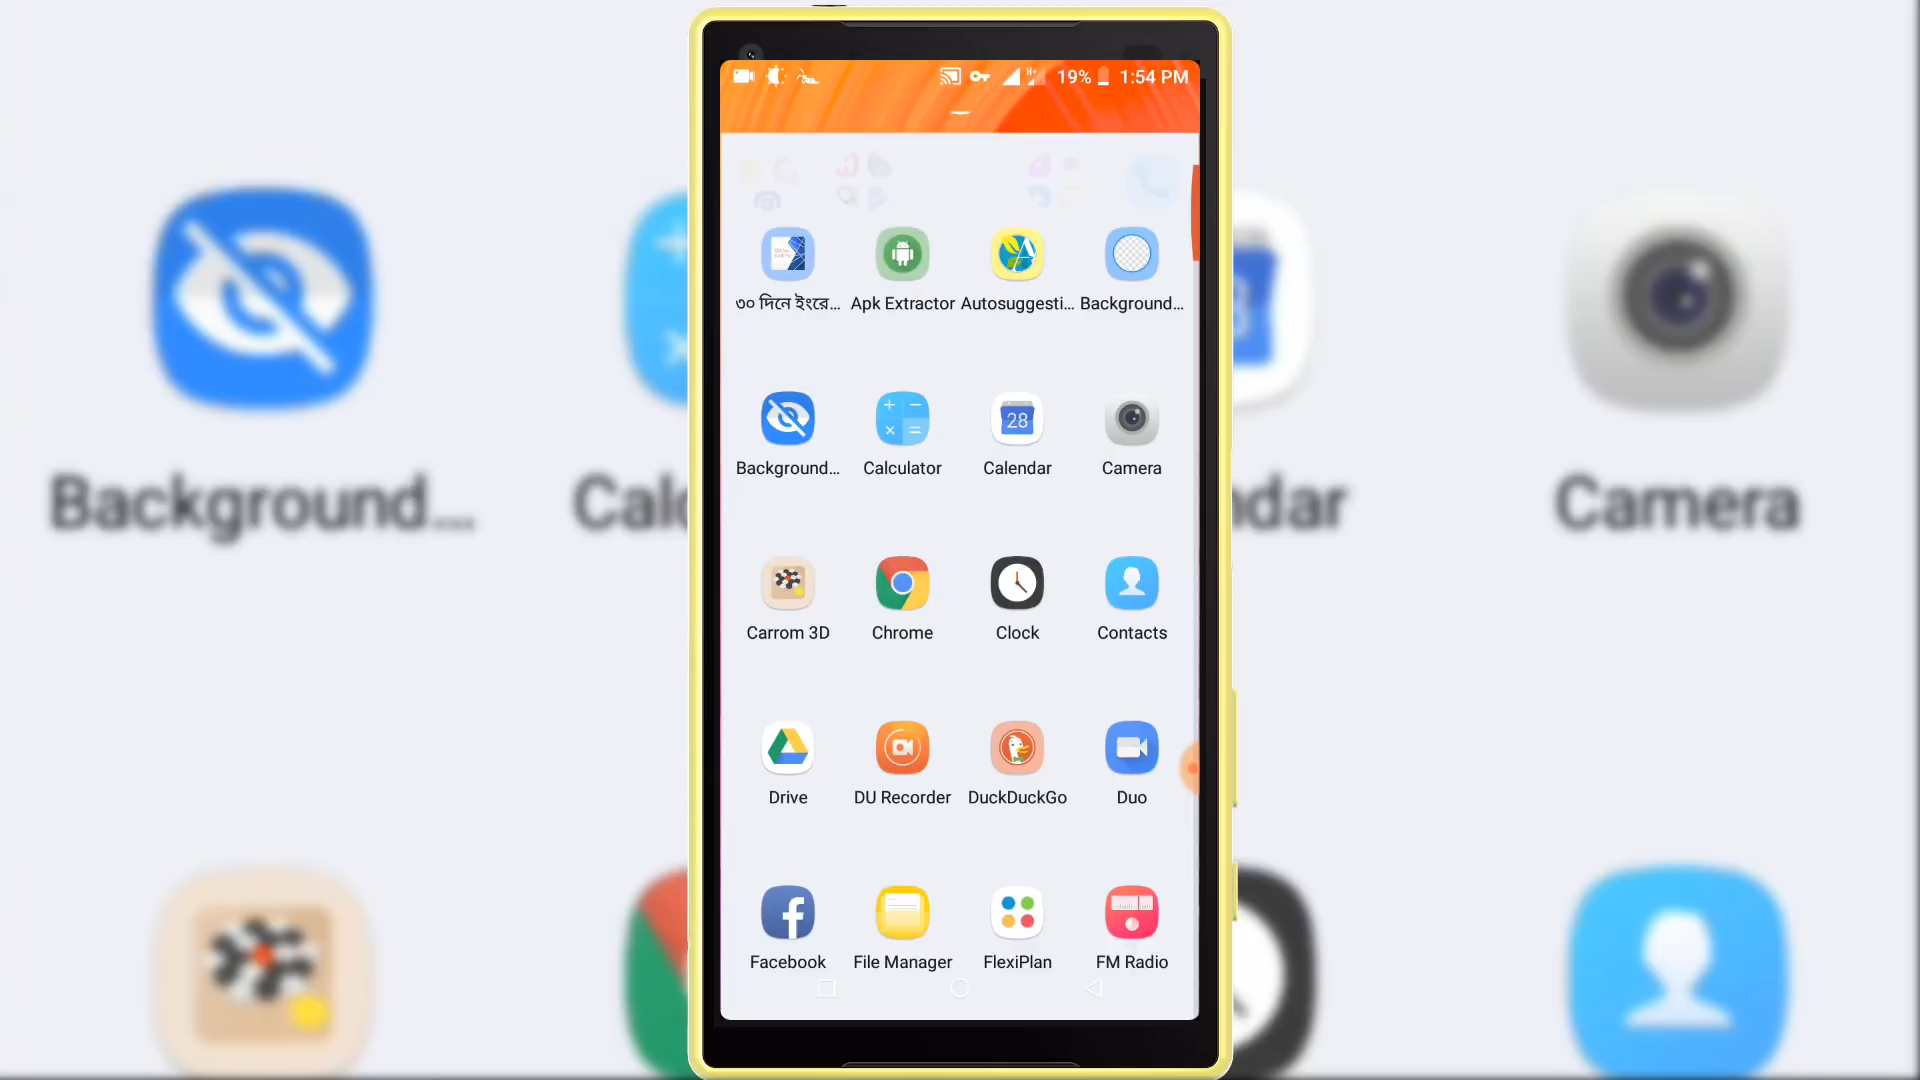 19% 1:54 PM
৩০ দিনে ইংরে... Apk Extractor Autosuggesti... Background...
Background... Calculator Calendar Camera
28
Carrom 3D Chrome Clock Contacts
Drive DU Recorder DuckDuckGo Duo
Facebook File Manager FlexiPlan FM Radio
Background... Calc ndar Camera